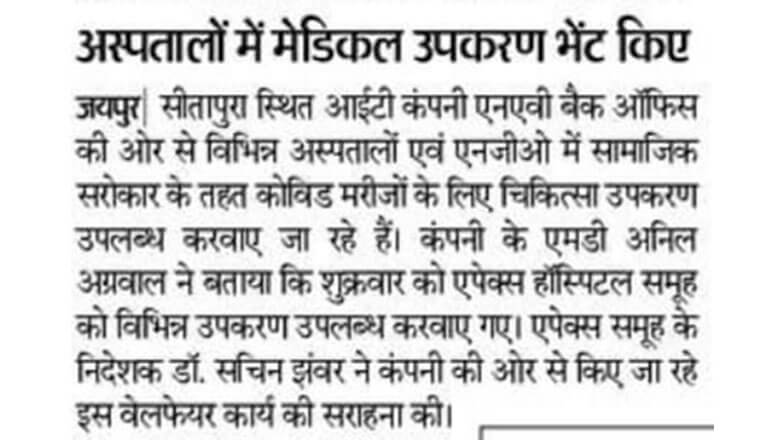 अस्पतालों में मेडिकल उपकरण भेंट किए
जयपुर| सीतापुरा स्थित आईटी कंपनी एनएवी बैक ऑफिस
की ओर से विभिन्न अस्पतालों एवं एनजीओ में सामाजिक
सरोकार के तहत कोविड मरीजों के लिए चिकित्सा उपकरण
उपलब्ध करवाए जा रहे हैं। कंपनी के एमडी अनिल
अग्रवाल ने बताया कि शुक्रवार को एपेक्स हॉस्पिटल समूह
को विभिन्न उपकरण उपलब्ध करवाए गए। एपेक्स समूह के
निदेशक डॉ. सचिन झंवर ने कंपनी की ओर से किए जा रहे
इस वेलफेयर कार्य की सराहना की।